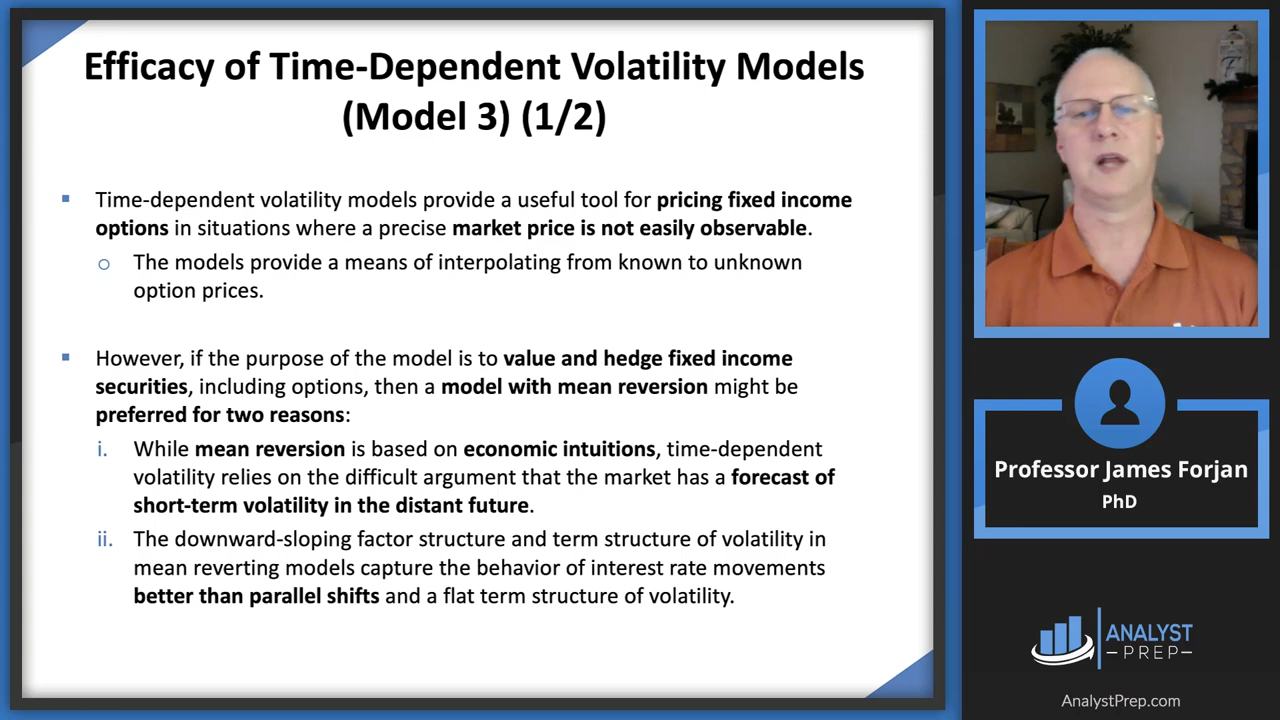 Efficacy of Time-Dependent Volatility Models
(Model 3) (1/2)
▪ Time-dependent volatility models provide a useful tool for pricing fixed income
options in situations where a precise market price is not easily observable.
o The models provide a means of interpolating from known to unknown
option prices.
▪ However, if the purpose of the model is to value and hedge fixed income
securities, including options, then a model with mean reversion might be
preferred for two reasons:
i. While mean reversion is based on economic intuitions, time-dependent
volatility relies on the difficult argument that the market has a forecast of
short-term volatility in the distant future.
ii. The downward-sloping factor structure and term structure of volatility in
mean reverting models capture the behavior of interest rate movements
better than parallel shifts and a flat term structure of volatility.
Professor James Forjan
PhD
ANALYST
PREP
AnalystPrep.com